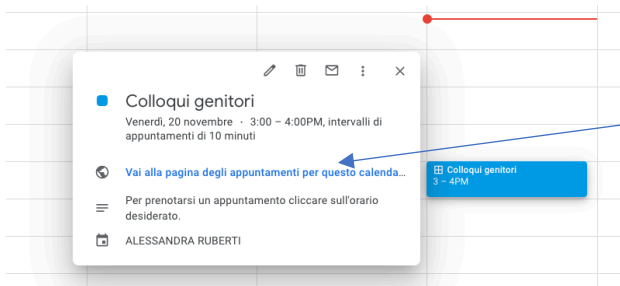 Colloqui genitori
Venerdì, 20 novembre · 3:00 – 4:00PM, intervalli di
appuntamenti di 10 minuti
Vai alla pagina degli appuntamenti per questo calenda...
Per prenotarsi un appuntamento cliccare sull'orario
desiderato.
ALESSANDRA RUBERTI
Colloqui genitori
3 – 4PM